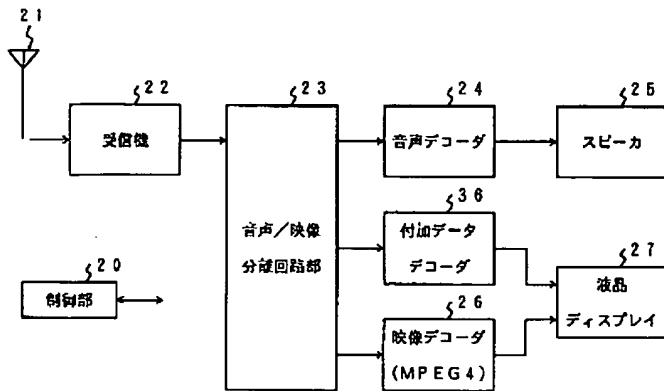 21
22
受信機
23
音声/映像
分離回路部
24
音声デコーダ
25
スピーカ
36
付加データ
デコーダ
20
制御部
26
映像デコーダ
(MPEG4)
27
液晶
ディスプレイ